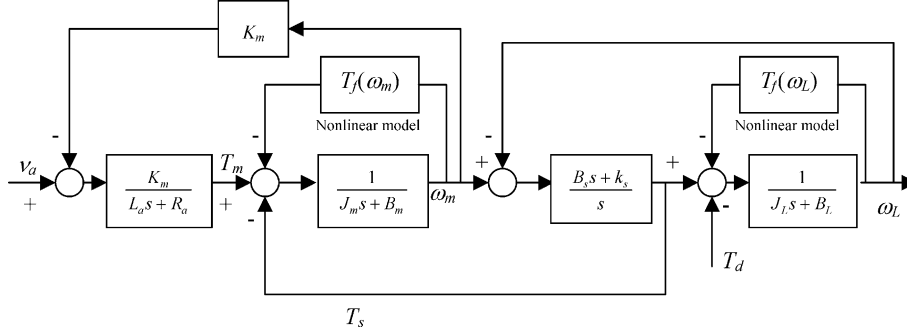 K_m
T_f(ω_m)
Nonlinear model
T_f(ω_L)
Nonlinear model
-
-
-
-
ν_a
+
K_m
L_a s + R_a
T_m
+
-
1
J_m s + B_m
ω_m
+
B_s s + k_s
s
+
-
1
J_L s + B_L
ω_L
T_d
T_s